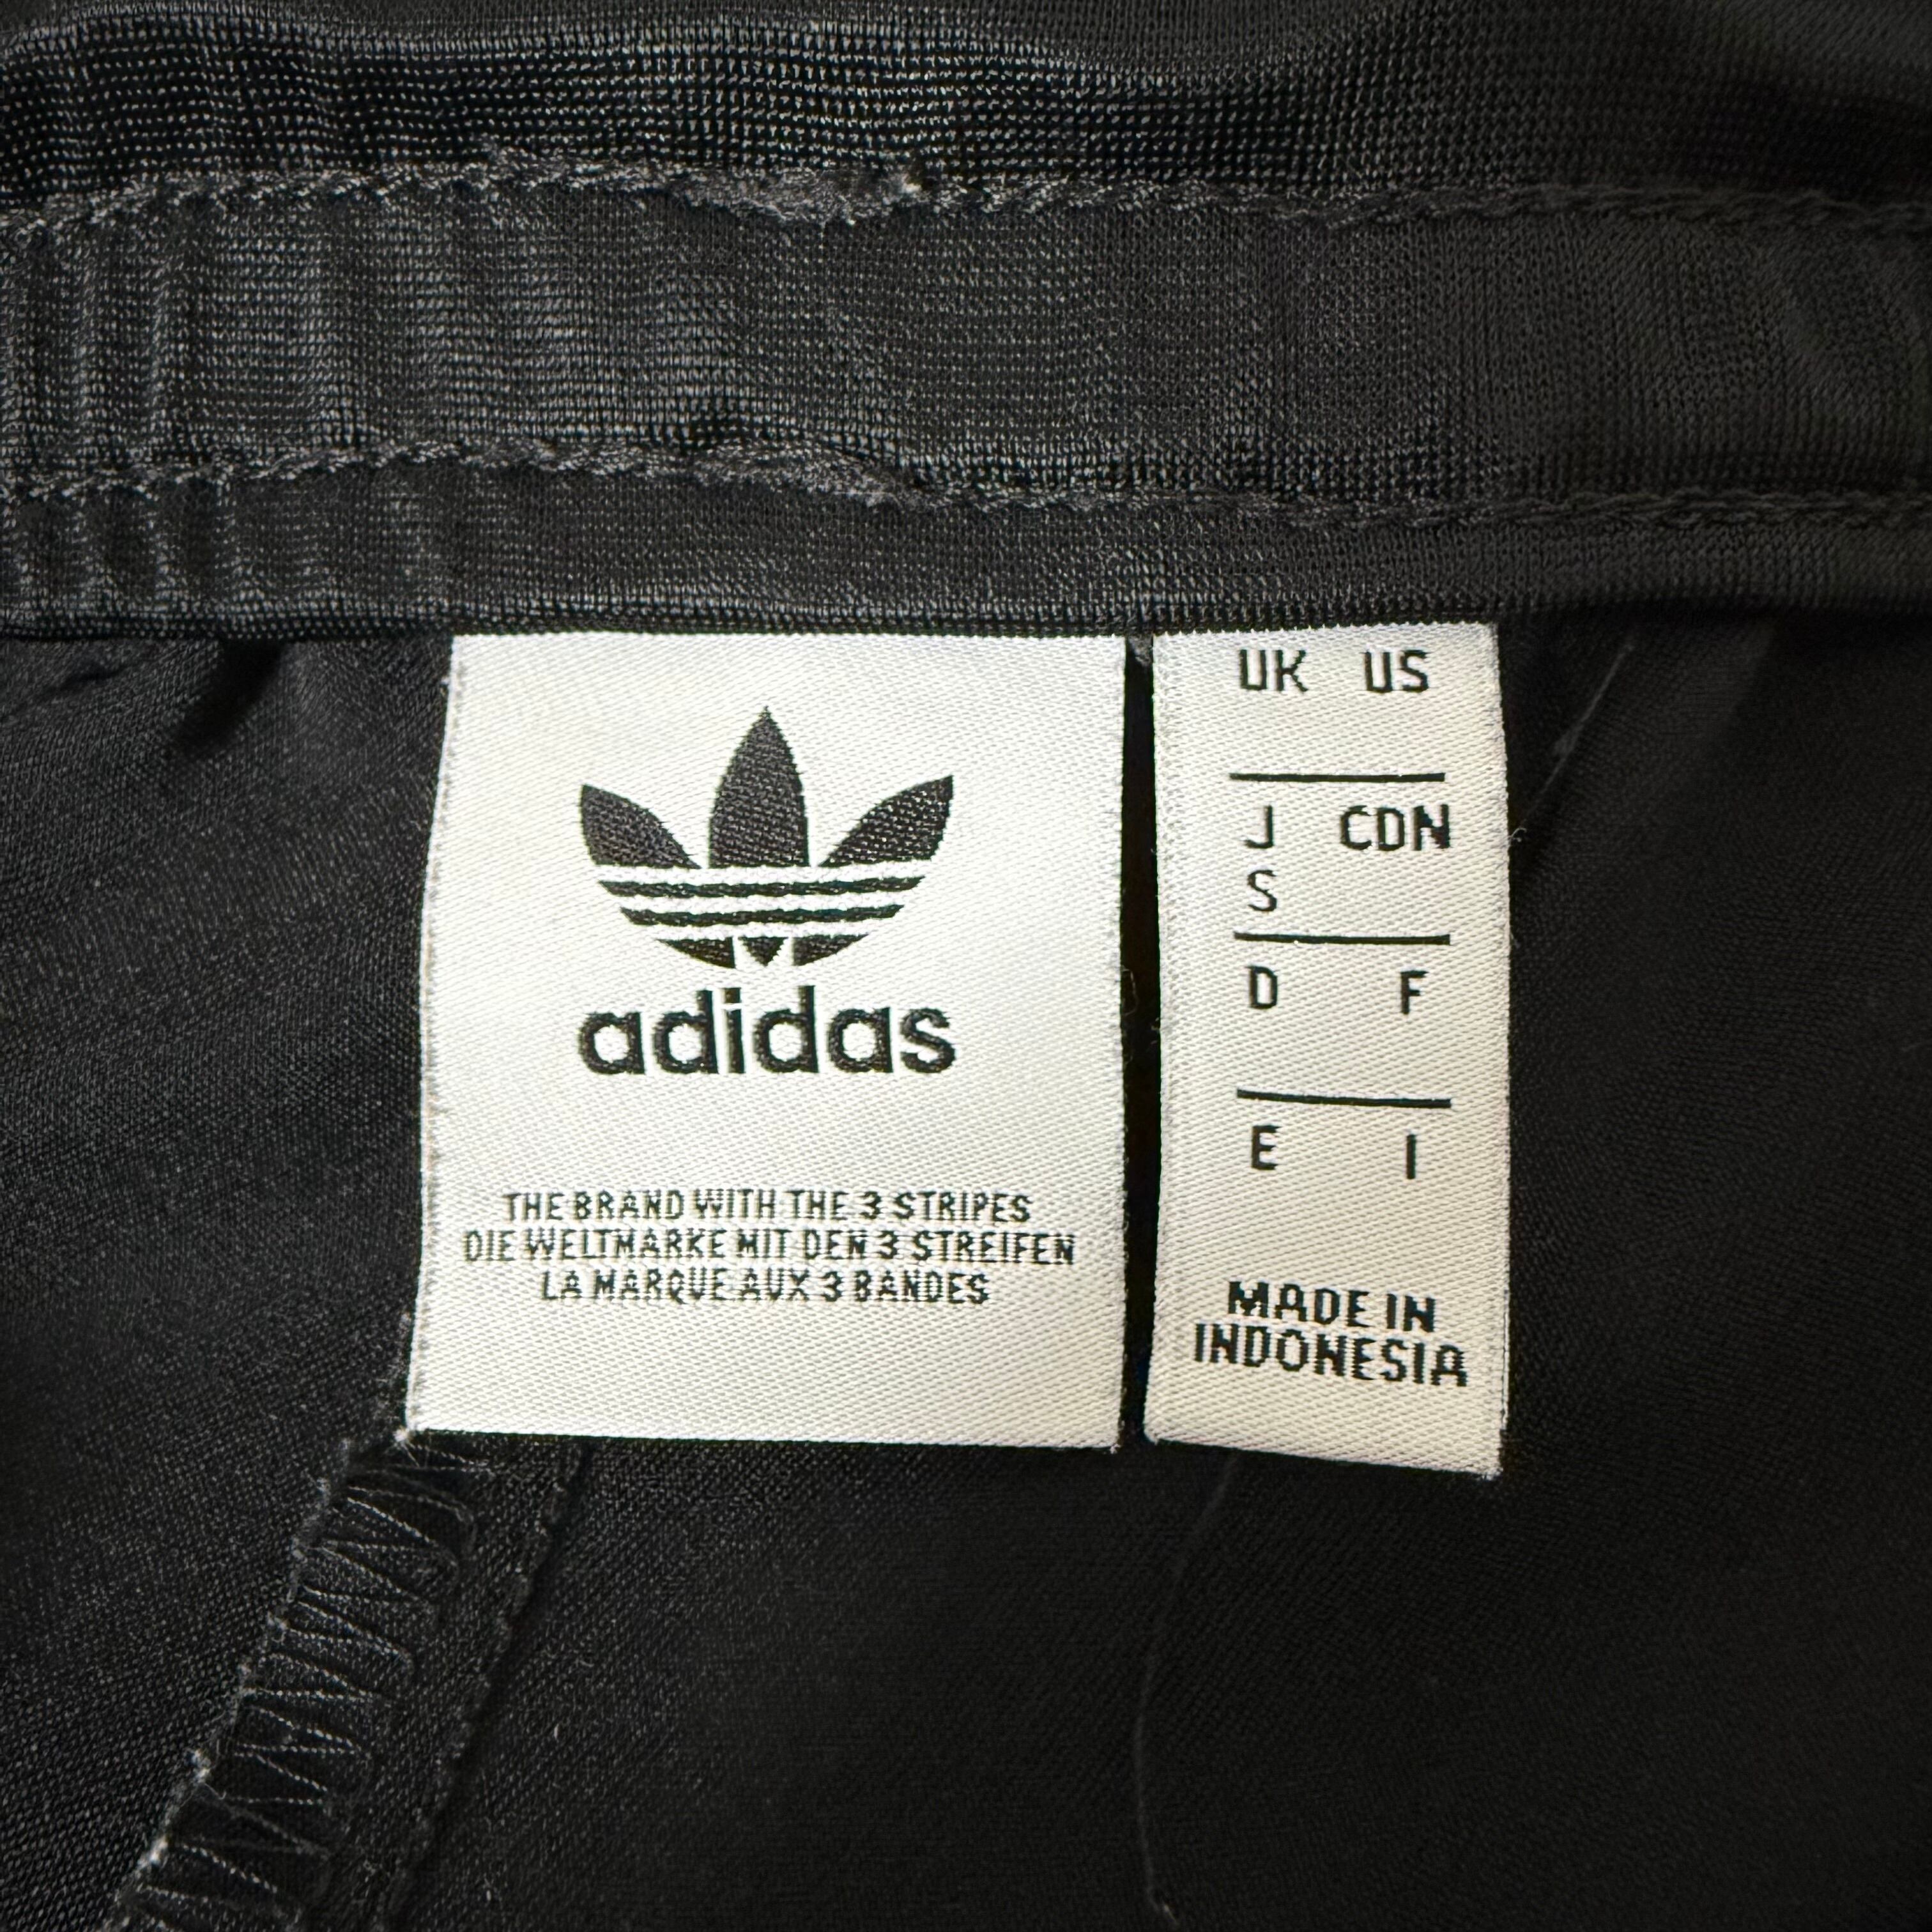 adidas
THE BRAND WITH THE 3 STRIPES
DIE WELTMARKE MIT DEN 3 STREIFEN
LA MARQUE AUX 3 BANDES
UK US
J CDN
S
D F
E I
MADE IN
INDONESIA